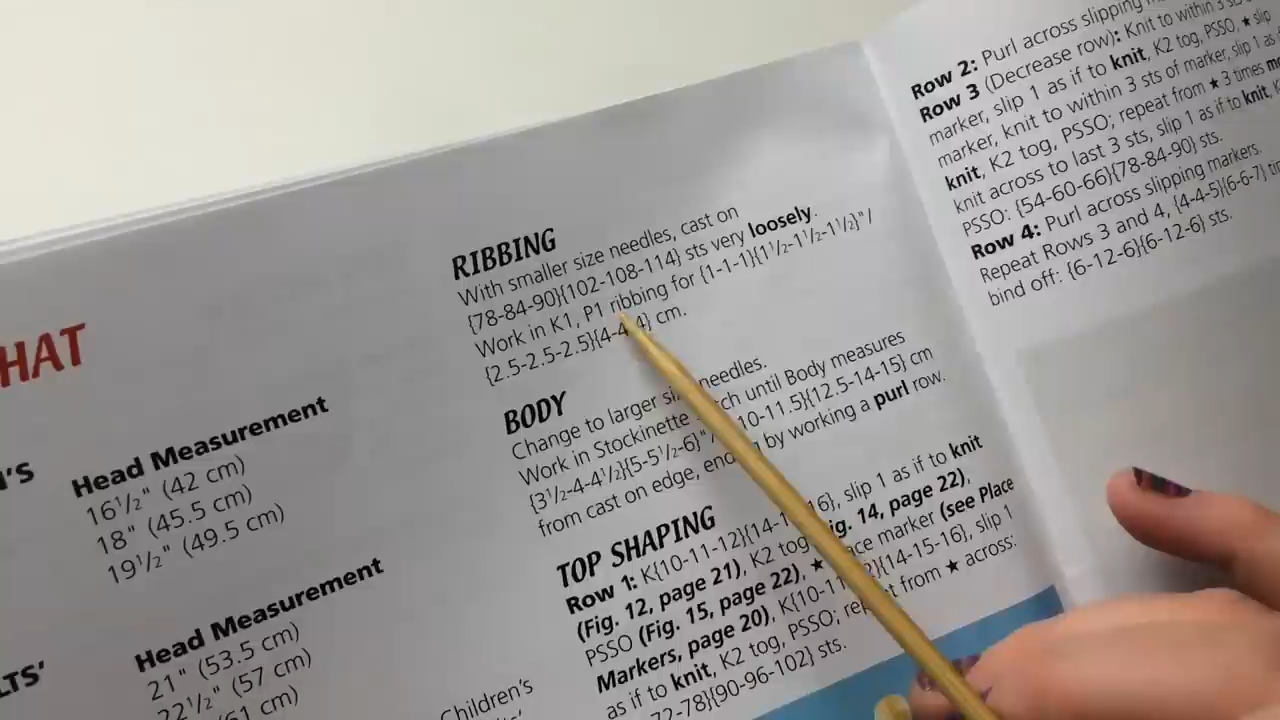 HAT
N'S
Head Measurement
16½" (42 cm)
18" (45.5 cm)
19½" (49.5 cm)
LTS'
Head Measurement
21" (53.5 cm)
22½" (57 cm)
(61 cm)
Children's
RIBBING
With smaller size needles, cast on
{78-84-90}{102-108-114} sts very loosely.
Work in K1, P1 ribbing for {1-1-1}{1½-1½-1½}"/
{2.5-2.5-2.5}{4-4-4} cm.
BODY
Change to larger size needles.
Work in Stockinette until Body measures
{3½-4-4½}{5-5½-6}"/ 10-11.5}{12.5-14-15} cm
from cast on edge, ending by working a purl row.
TOP SHAPING
Row 1: K{10-11-12}{14-1 16}, slip 1 as if to knit
(Fig. 12, page 21), K2 tog Fig. 14, page 22),
PSSO (Fig. 15, page 22), ★ place marker (see Place
Markers, page 20), K{10-11-12}{14-15-16}, slip 1
as if to knit, K2 tog, PSSO; repeat from ★ across:
72-78}{90-96-102} sts.
Row 2: Purl across slipping
Row 3 (Decrease row): Knit to within 3 sts
marker, slip 1 as if to knit, K2 tog, PSSO, ★ slip
marker, knit to within 3 sts of marker, slip 1 as
knit, K2 tog, PSSO; repeat from ★ 3 times
knit across to last 3 sts, slip 1 as if to knit,
PSSO: {54-60-66}{78-84-90} sts.
Row 4: Purl across slipping markers.
Repeat Rows 3 and 4, {4-4-5}{6-6-7}
bind off: {6-12-6}{6-12-6} sts.